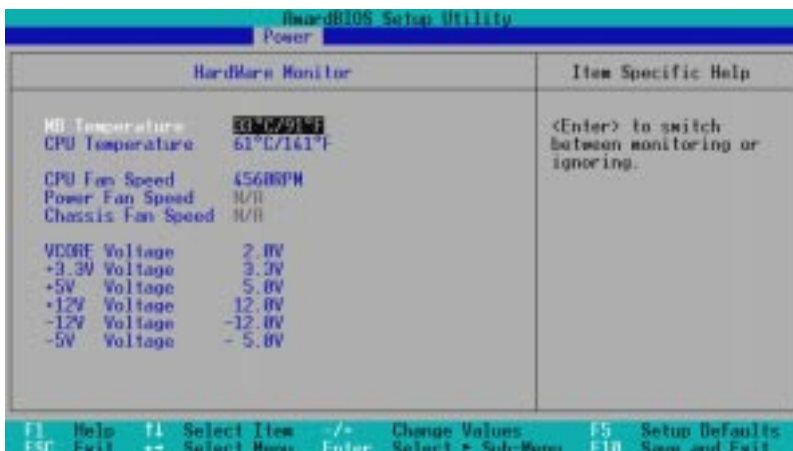 AwardBIOS Setup Utility
Power
HardWare Monitor
Item Specific Help
MB Temperature 33°C/91°F
CPU Temperature 61°C/141°F
CPU Fan Speed 4560RPM
Power Fan Speed N/A
Chassis Fan Speed N/A
VCORE Voltage 2.0V
+3.3V Voltage 3.3V
+5V Voltage 5.0V
+12V Voltage 12.0V
-12V Voltage -12.0V
-5V Voltage - 5.0V
<Enter> to switch
between monitoring or
ignoring.
F1 Help ↑↓ Select Item -/+ Change Values F5 Setup Defaults
ESC Exit ←→ Select Menu Enter Select ► Sub-Menu F10 Save and Exit